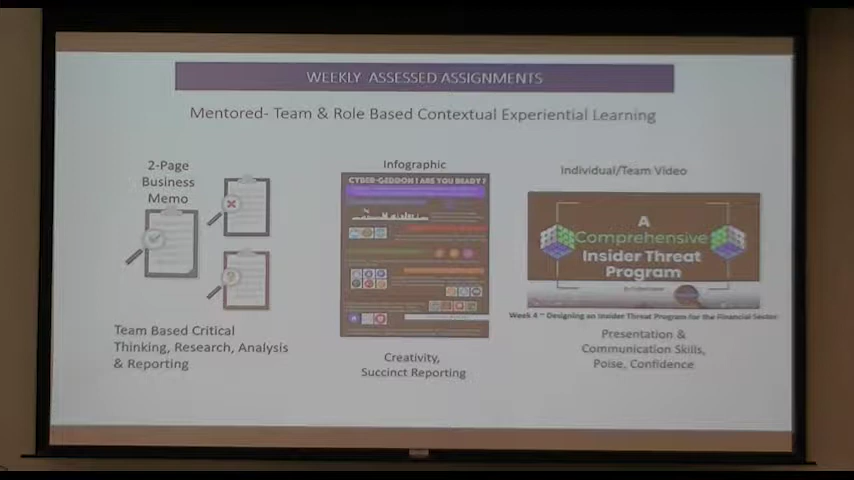 WEEKLY ASSESSED ASSIGNMENTS
Mentored- Team & Role Based Contextual Experiential Learning
2-Page
Business
Memo
Team Based Critical
Thinking, Research, Analysis
& Reporting
Infographic
CYBER-GEDDON ! ARE YOU READY ?
Creativity,
Succinct Reporting
Individual/Team Video
A
Comprehensive
Insider Threat
Program
Week 4 ~ Designing an Insider Threat Program for the Financial Sector
Presentation &
Communication Skills,
Poise, Confidence